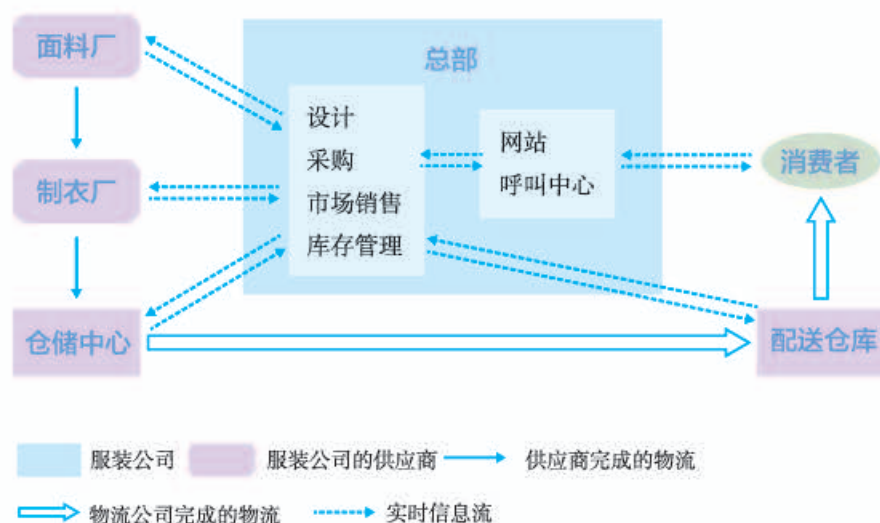 面料厂
总部
设计
采购
市场销售
库存管理
网站
呼叫中心
消费者
制衣厂
仓储中心
配送仓库
服装公司
服装公司的供应商
供应商完成的物流
物流公司完成的物流
实时信息流